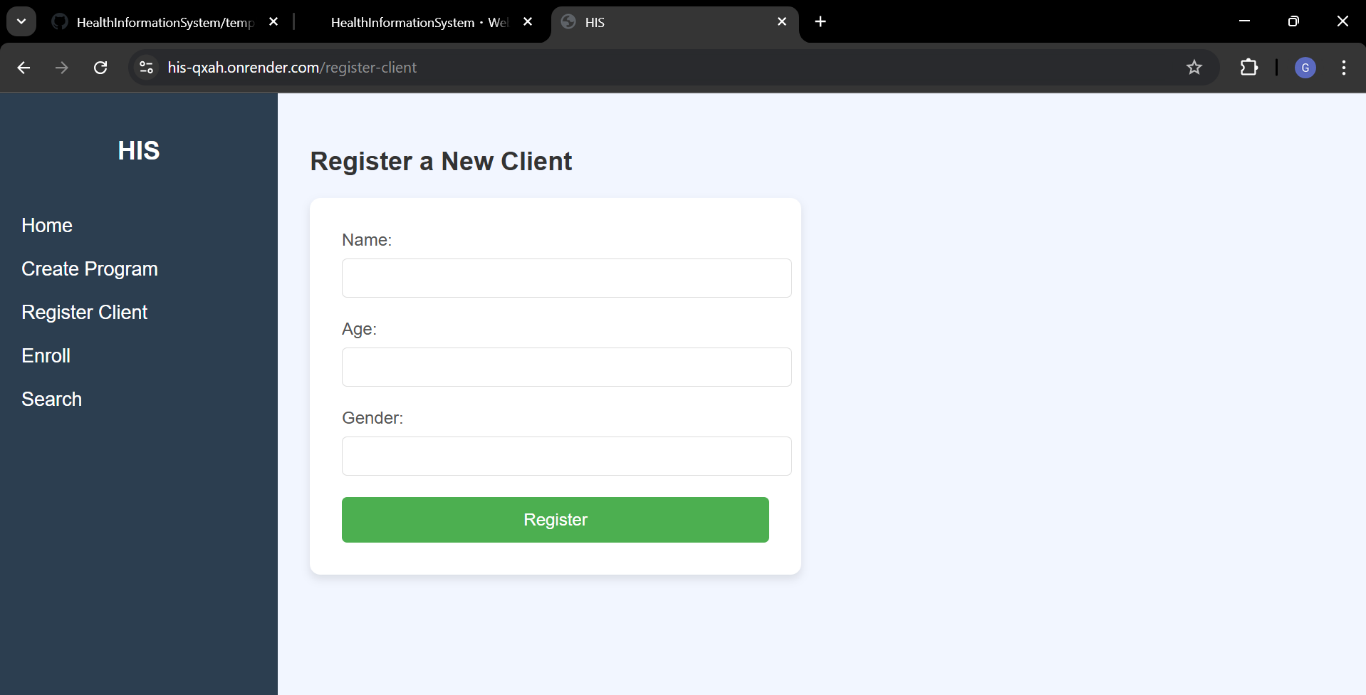 HealthInformationSystem/temp
HealthInformationSystem · Wel
HIS
his-qxah.onrender.com/register-client
G
HIS
Home
Create Program
Register Client
Enroll
Search
Register a New Client
Name:
Age:
Gender:
Register